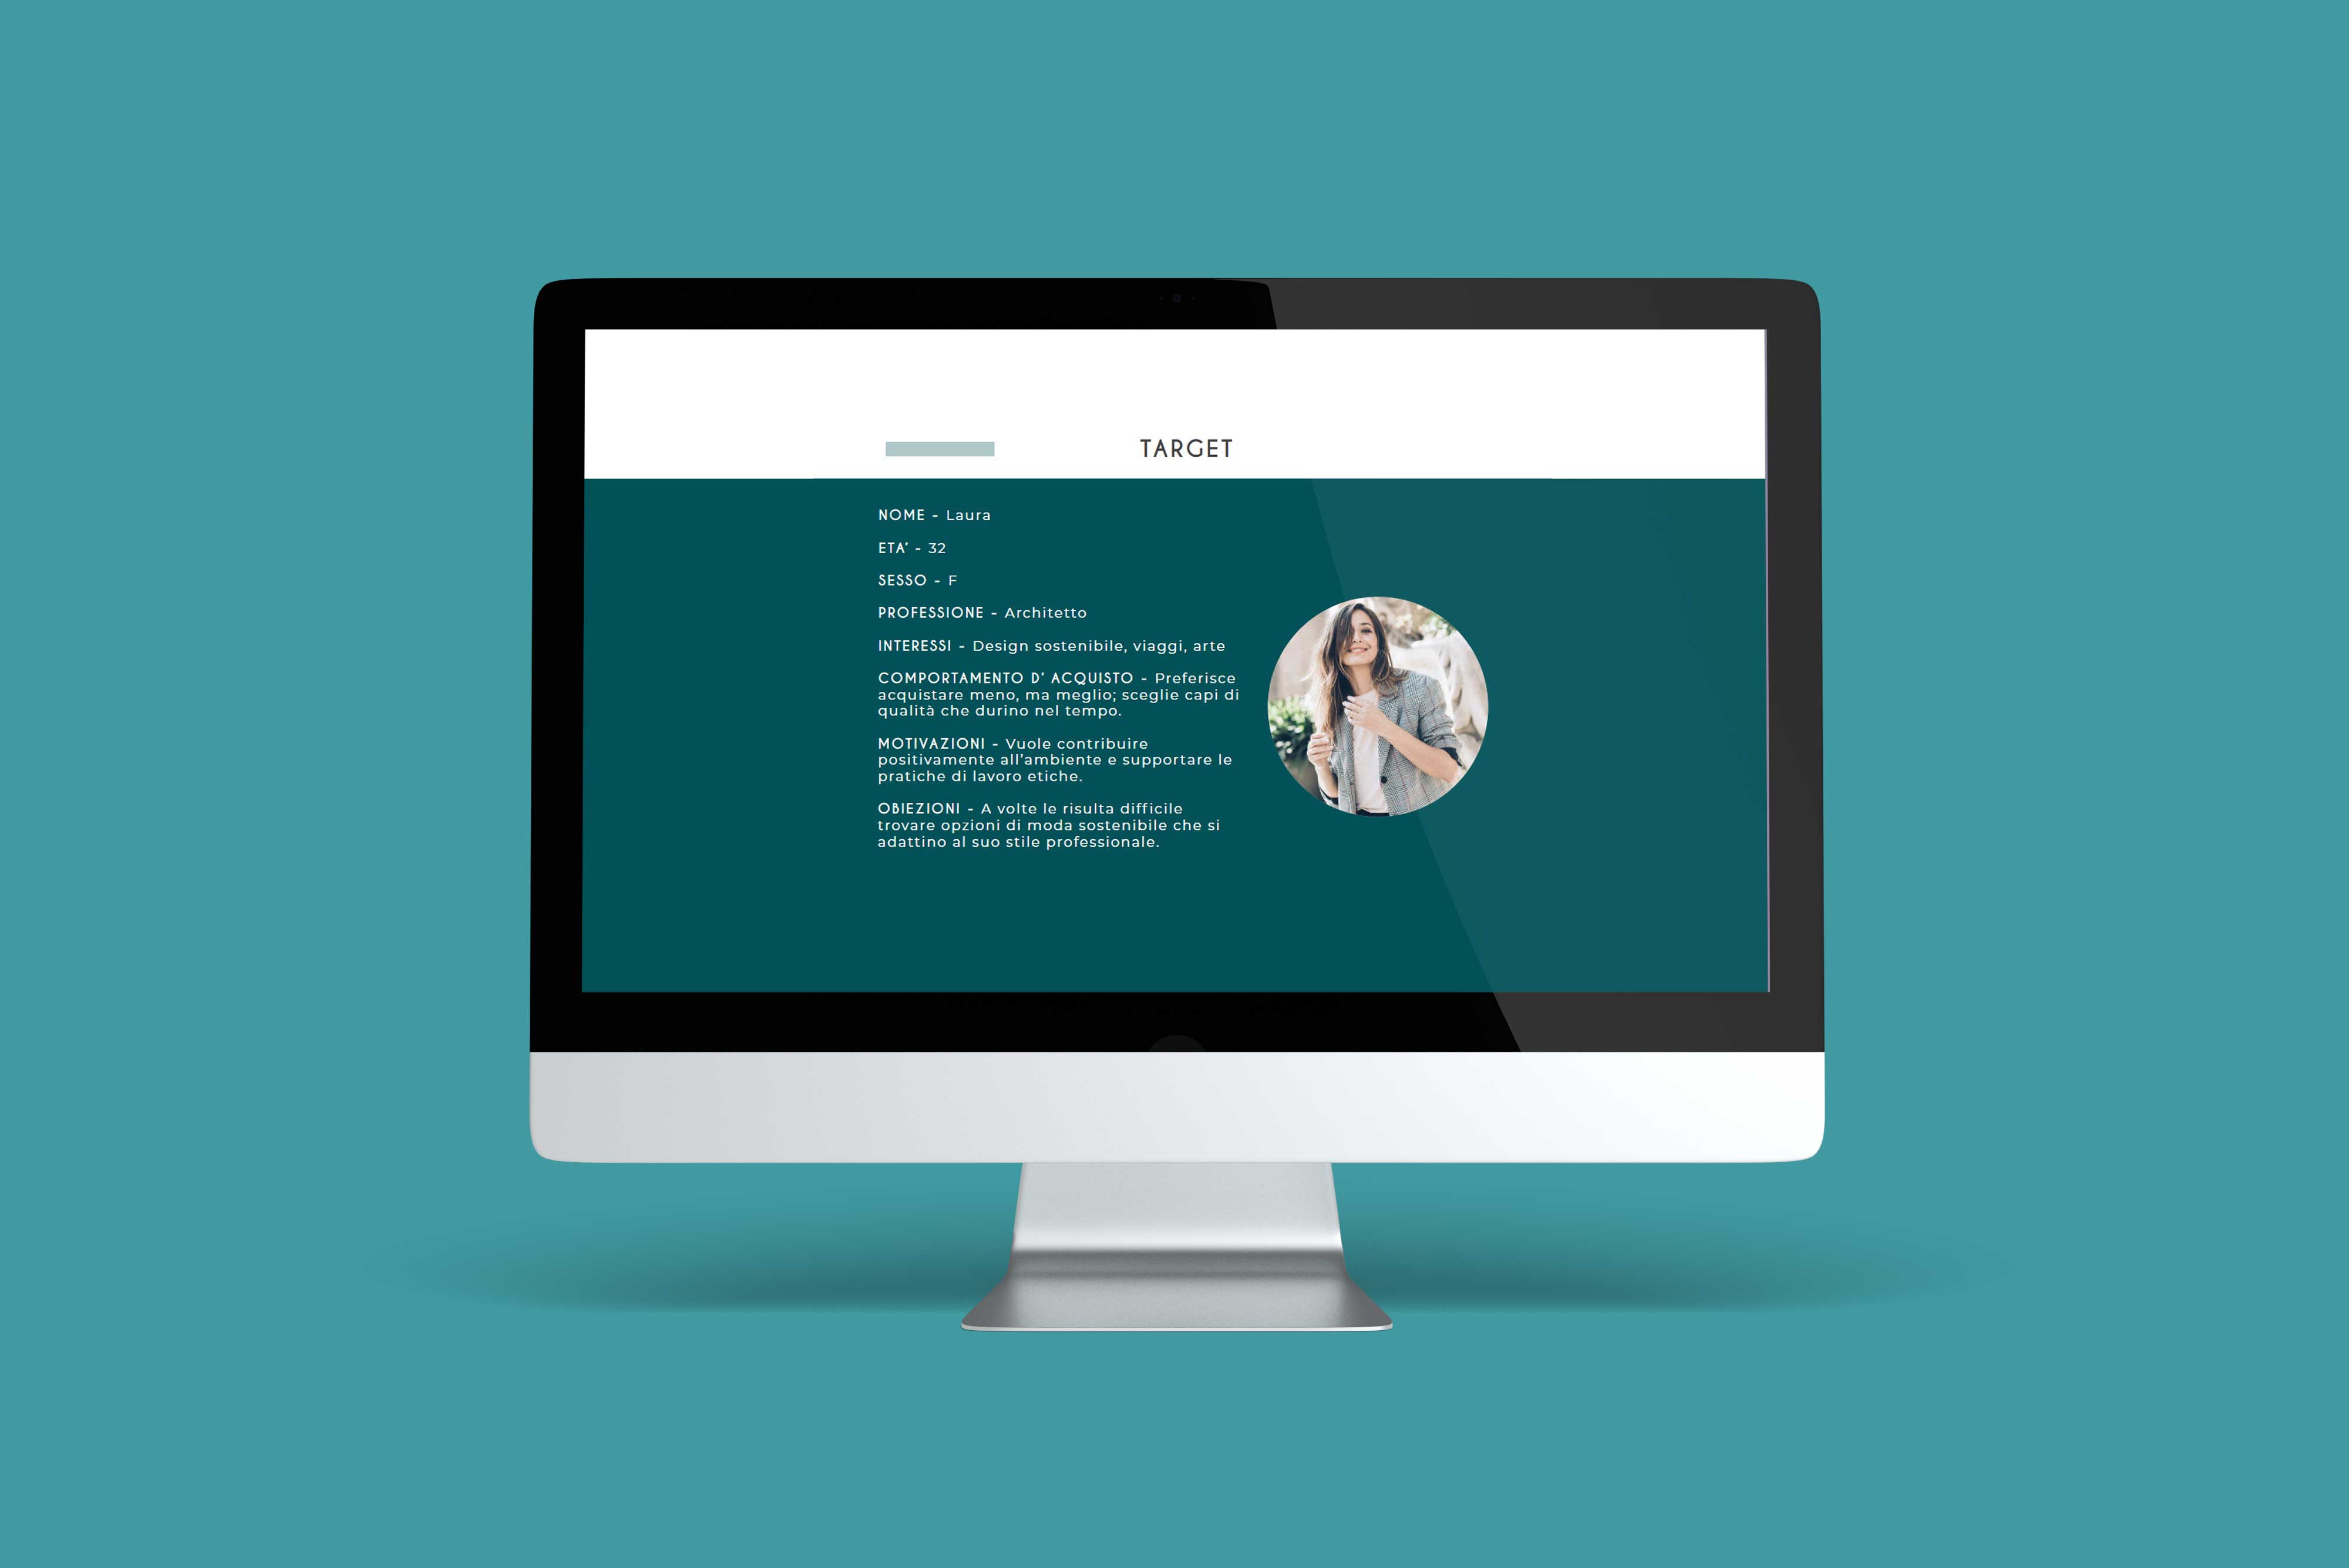 TARGET
NOME - Laura
ETA' - 32
SESSO - F
PROFESSIONE - Architetto
INTERESSI - Design sostenibile, viaggi, arte
COMPORTAMENTO D' ACQUISTO - Preferisce
acquistare meno, ma meglio; sceglie capi di
qualità che durino nel tempo.
MOTIVAZIONI - Vuole contribuire
positivamente all'ambiente e supportare le
pratiche di lavoro etiche.
OBIEZIONI - A volte le risulta difficile
trovare opzioni di moda sostenibile che si
adattino al suo stile professionale.